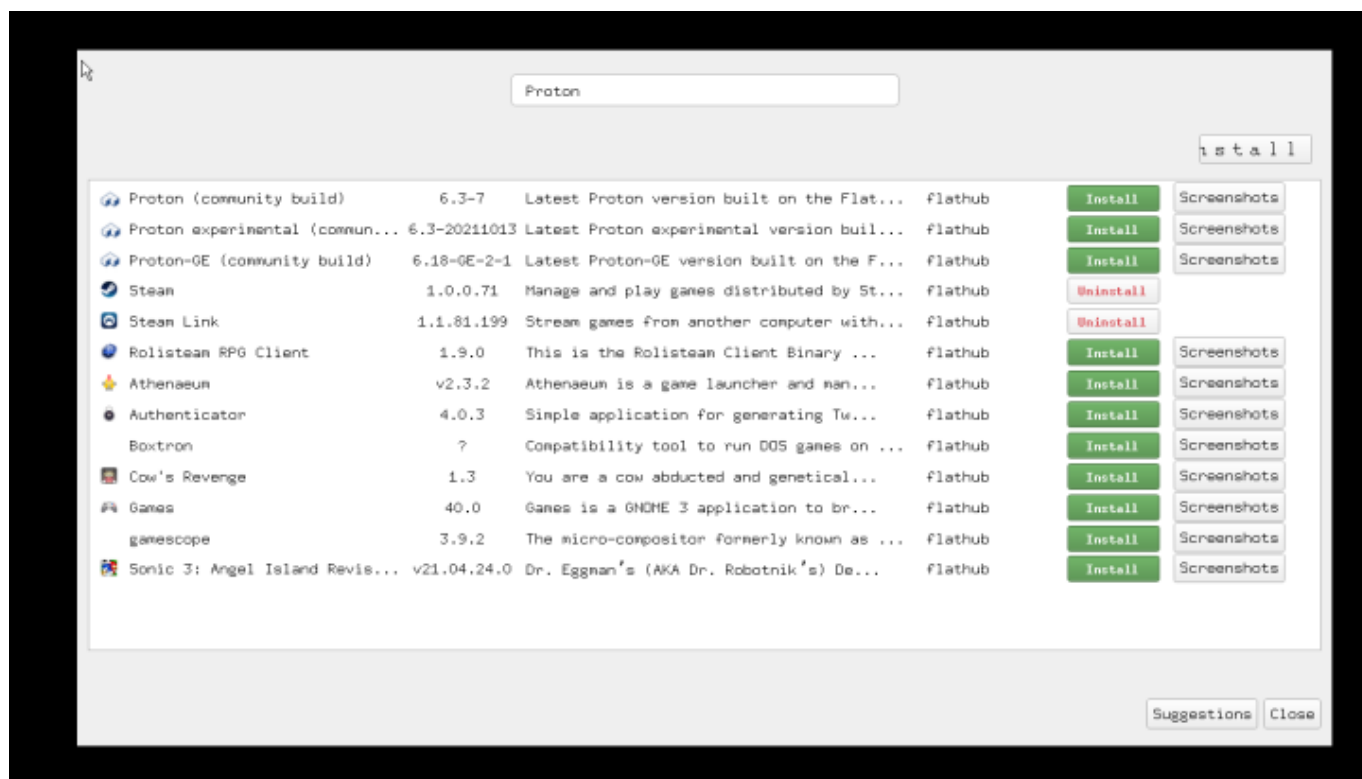 Proton
nstall
Proton (community build) 6.3-7 Latest Proton version built on the Flat... flathub Install Screenshots
Proton experimental (commun... 6.3-20211013 Latest Proton experimental version buil... flathub Install Screenshots
Proton-GE (community build) 6.18-GE-2-1 Latest Proton-GE version built on the F... flathub Install Screenshots
Steam 1.0.0.71 Manage and play games distributed by St... flathub Uninstall
Steam Link 1.1.81.199 Stream games from another computer with... flathub Uninstall
Rolisteam RPG Client 1.9.0 This is the Rolisteam Client Binary ... flathub Install Screenshots
Athenaeum v2.3.2 Athenaeum is a game launcher and man... flathub Install Screenshots
Authenticator 4.0.3 Simple application for generating Tw... flathub Install Screenshots
Boxtron ? Compatibility tool to run DOS games on ... flathub Install Screenshots
Cow's Revenge 1.3 You are a cow abducted and genetical... flathub Install Screenshots
Games 40.0 Games is a GNOME 3 application to br... flathub Install Screenshots
gamescope 3.9.2 The micro-compositor formerly known as ... flathub Install Screenshots
Sonic 3: Angel Island Revis... v21.04.24.0 Dr. Eggman's (AKA Dr. Robotnik's) De... flathub Install Screenshots
Suggestions Close